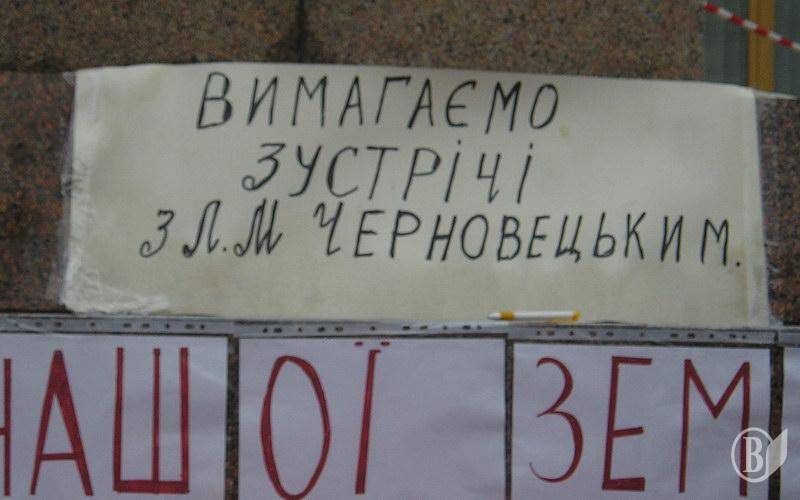 ВИМАГАЄМО
ЗУСТРІЧІ
З Л.М ЧЕРНОВЕЦЬКИМ.
НАШОЇ ЗЕМ
B